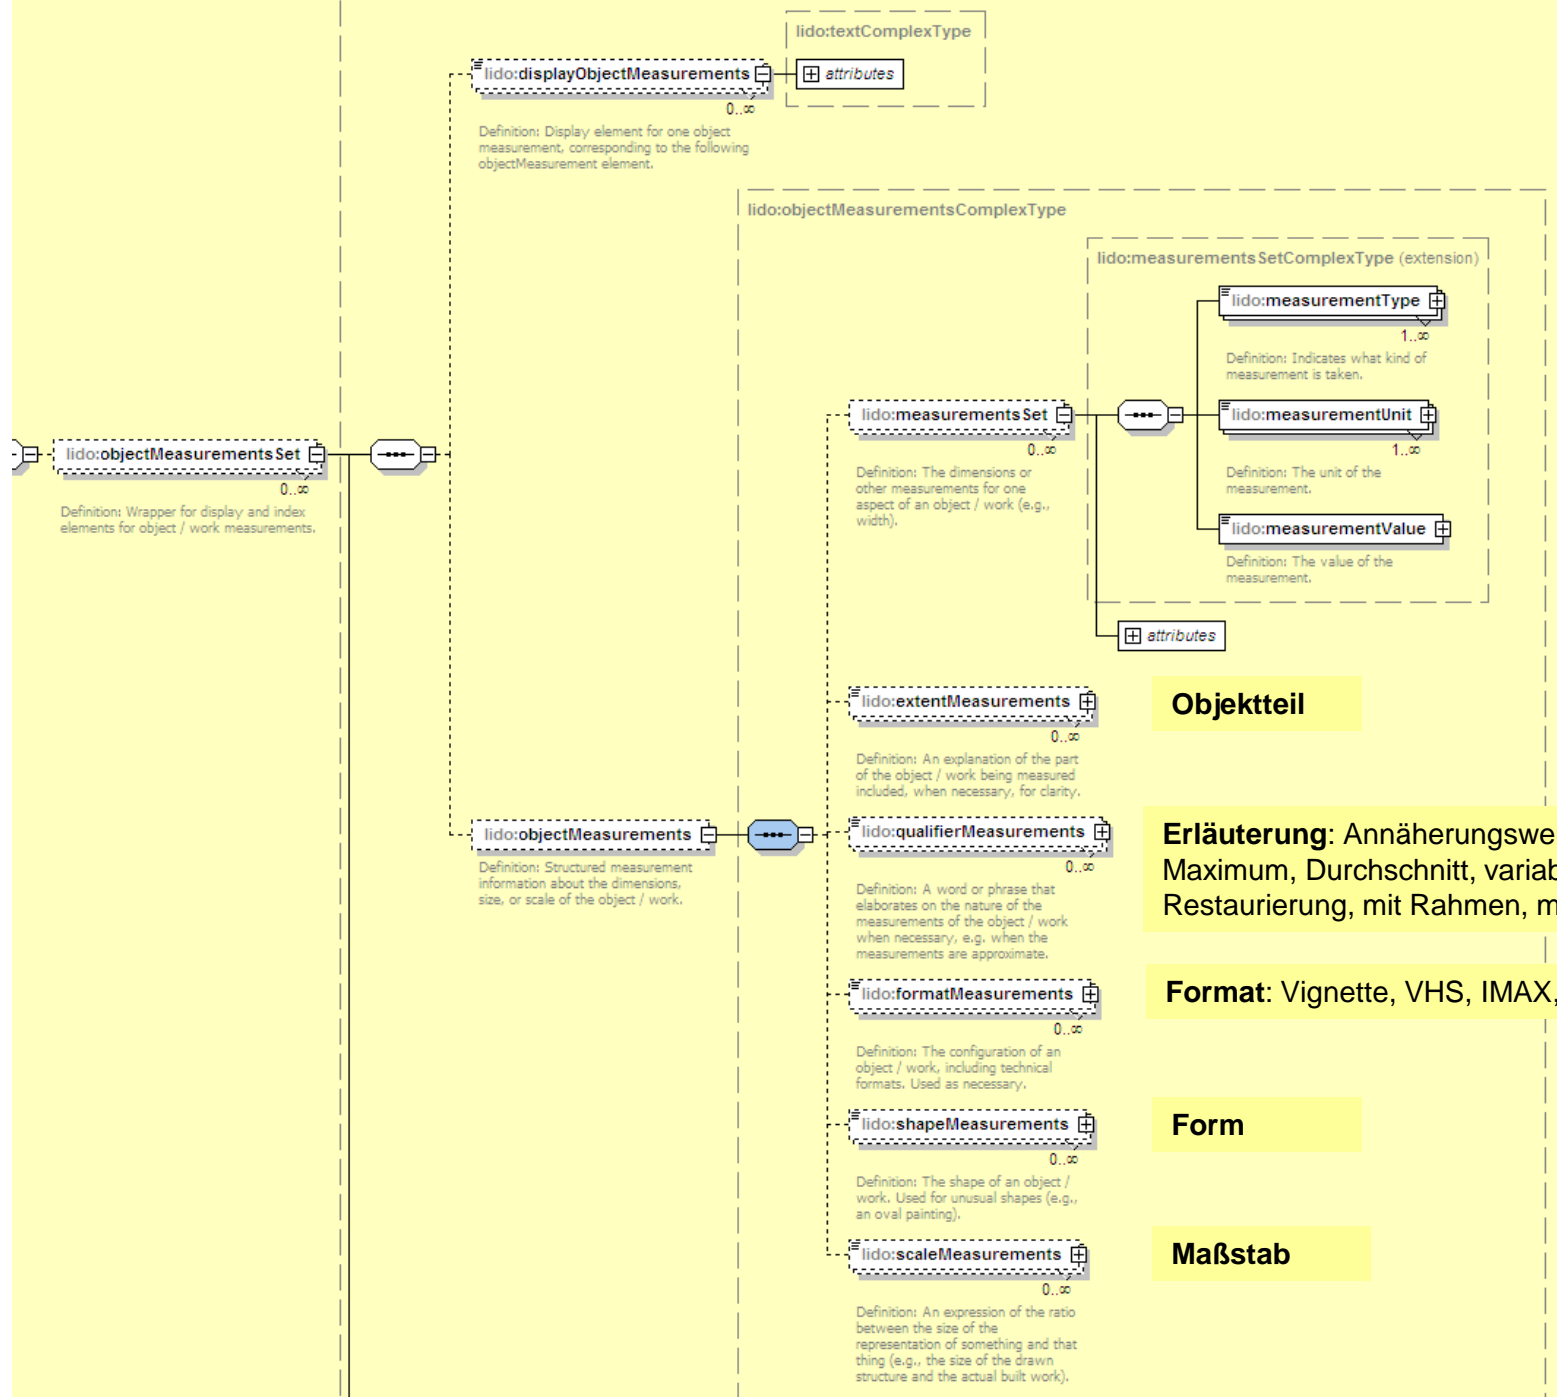 lido:textComplexType
lido:displayObjectMeasurements
attributes
0..∞
Definition: Display element for one object
measurement, corresponding to the following
objectMeasurement element.
lido:objectMeasurementsComplexType
lido:measurementsSetComplexType (extension)
lido:measurementType
1..∞
Definition: Indicates what kind of
measurement is taken.
lido:measurementsSet
0..∞
Definition: The dimensions or
other measurements for one
aspect of an object / work (e.g.,
width).
lido:measurementUnit
1..∞
Definition: The unit of the
measurement.
lido:objectMeasurementsSet
0..∞
Definition: Wrapper for display and index
elements for object / work measurements.
lido:measurementValue
Definition: The value of the
measurement.
attributes
lido:extentMeasurements
0..∞
Definition: An explanation of the part
of the object / work being measured
included, when necessary, for clarity.
Objektteil
lido:objectMeasurements
Definition: Structured measurement
information about the dimensions,
size, or scale of the object / work.
lido:qualifierMeasurements
0..∞
Definition: A word or phrase that
elaborates on the nature of the
measurements of the object / work
when necessary, e.g. when the
measurements are approximate.
Erläuterung: Annäherungswe
Maximum, Durchschnitt, variab
Restaurierung, mit Rahmen, m
lido:formatMeasurements
0..∞
Definition: The configuration of an
object / work, including technical
formats. Used as necessary.
Format: Vignette, VHS, IMAX,
lido:shapeMeasurements
0..∞
Definition: The shape of an object /
work. Used for unusual shapes (e.g.,
an oval painting).
Form
lido:scaleMeasurements
0..∞
Definition: An expression of the ratio
between the size of the
representation of something and that
thing (e.g., the size of the drawn
structure and the actual built work).
Maßstab